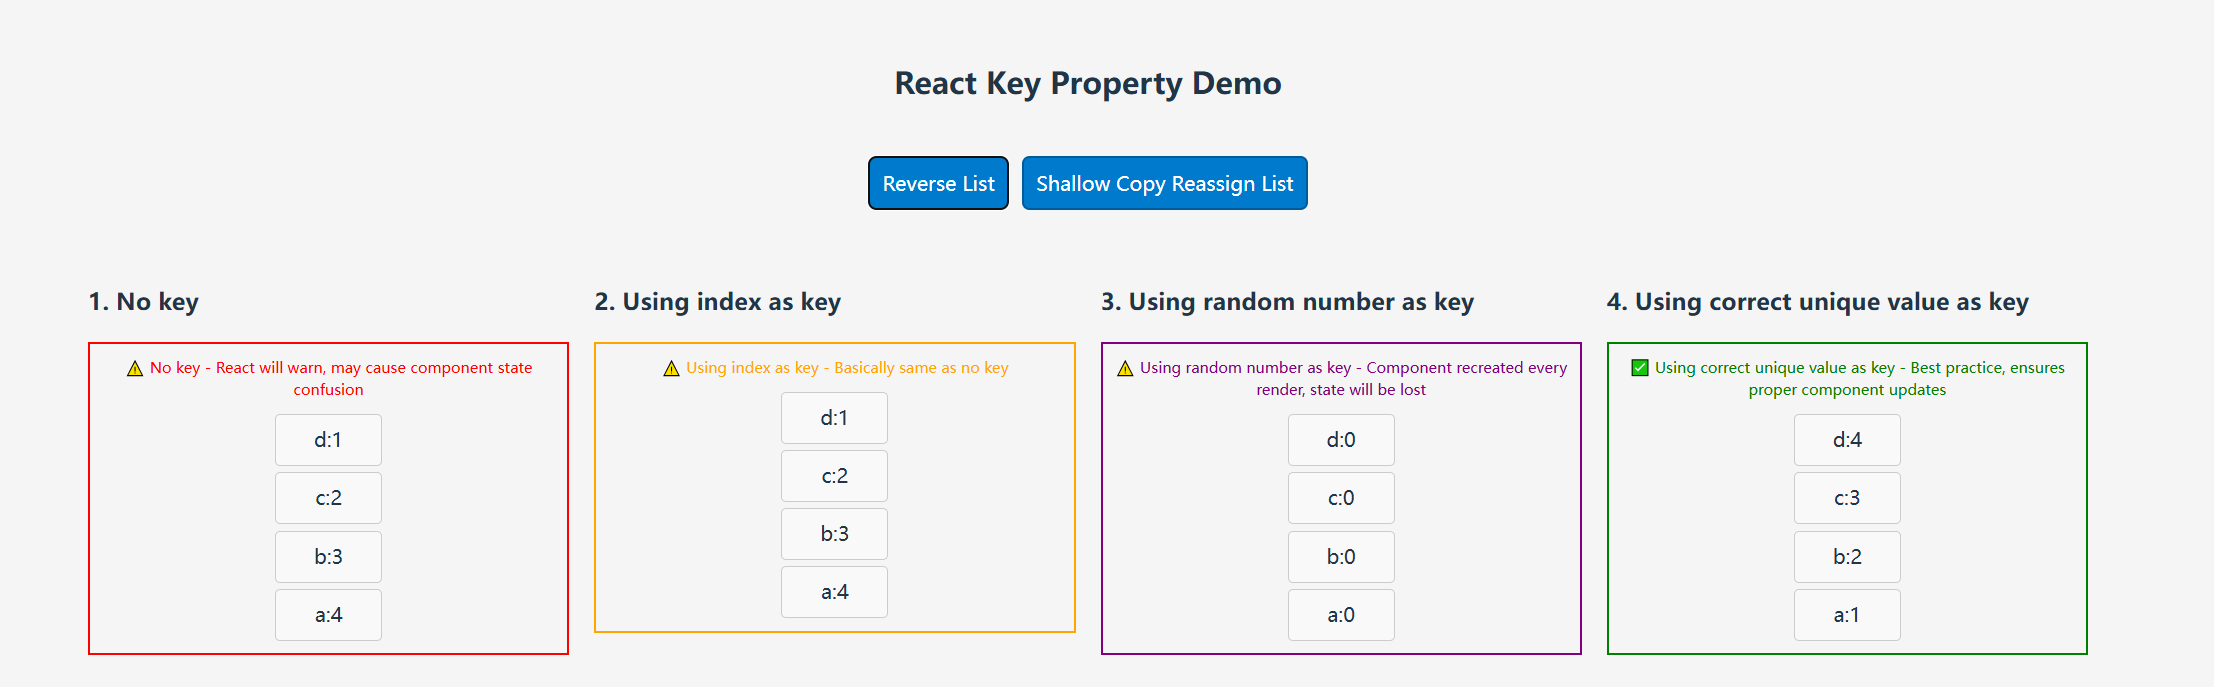 React Key Property Demo
Reverse List
Shallow Copy Reassign List
1. No key
⚠️ No key - React will warn, may cause component state
confusion
d:1
c:2
b:3
a:4
2. Using index as key
⚠️ Using index as key - Basically same as no key
d:1
c:2
b:3
a:4
3. Using random number as key
⚠️ Using random number as key - Component recreated every
render, state will be lost
d:0
c:0
b:0
a:0
4. Using correct unique value as key
✅ Using correct unique value as key - Best practice, ensures
proper component updates
d:4
c:3
b:2
a:1